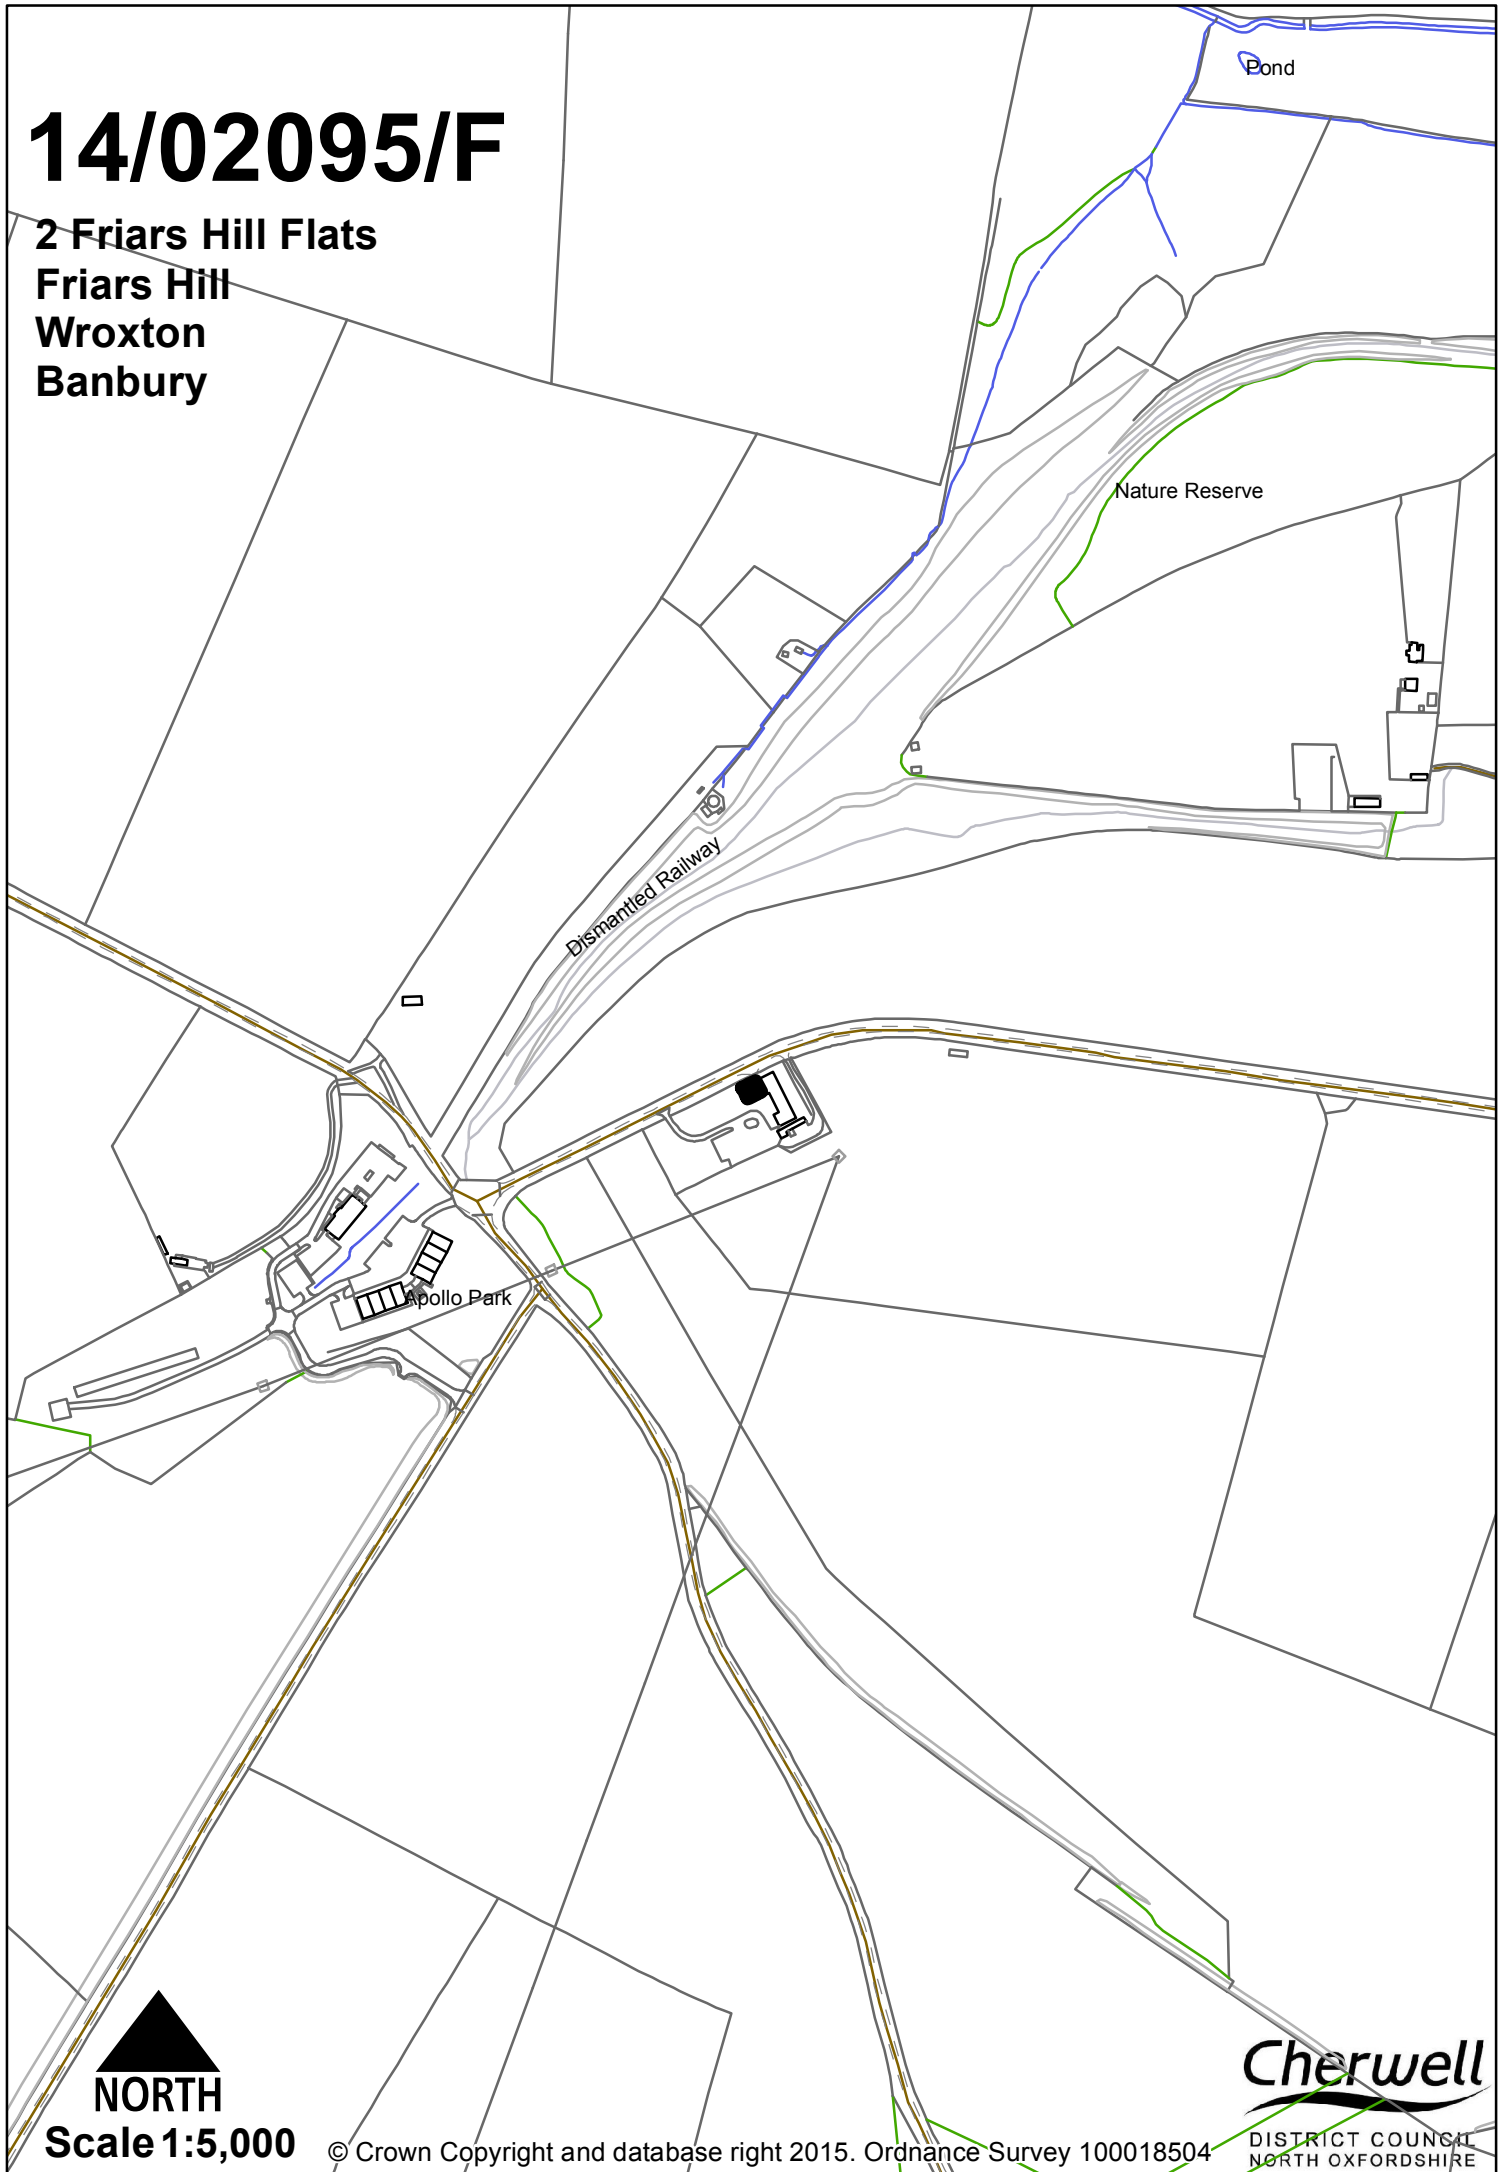 14/02095/F
2 Friars Hill Flats
Friars Hill
Wroxton
Banbury
Pond
Nature Reserve
Dismantled Railway
Apollo Park
NORTH
Scale 1:5,000
© Crown Copyright and database right 2015. Ordnance Survey 100018504
Cherwell
DISTRICT COUNCIL
NORTH OXFORDSHIRE